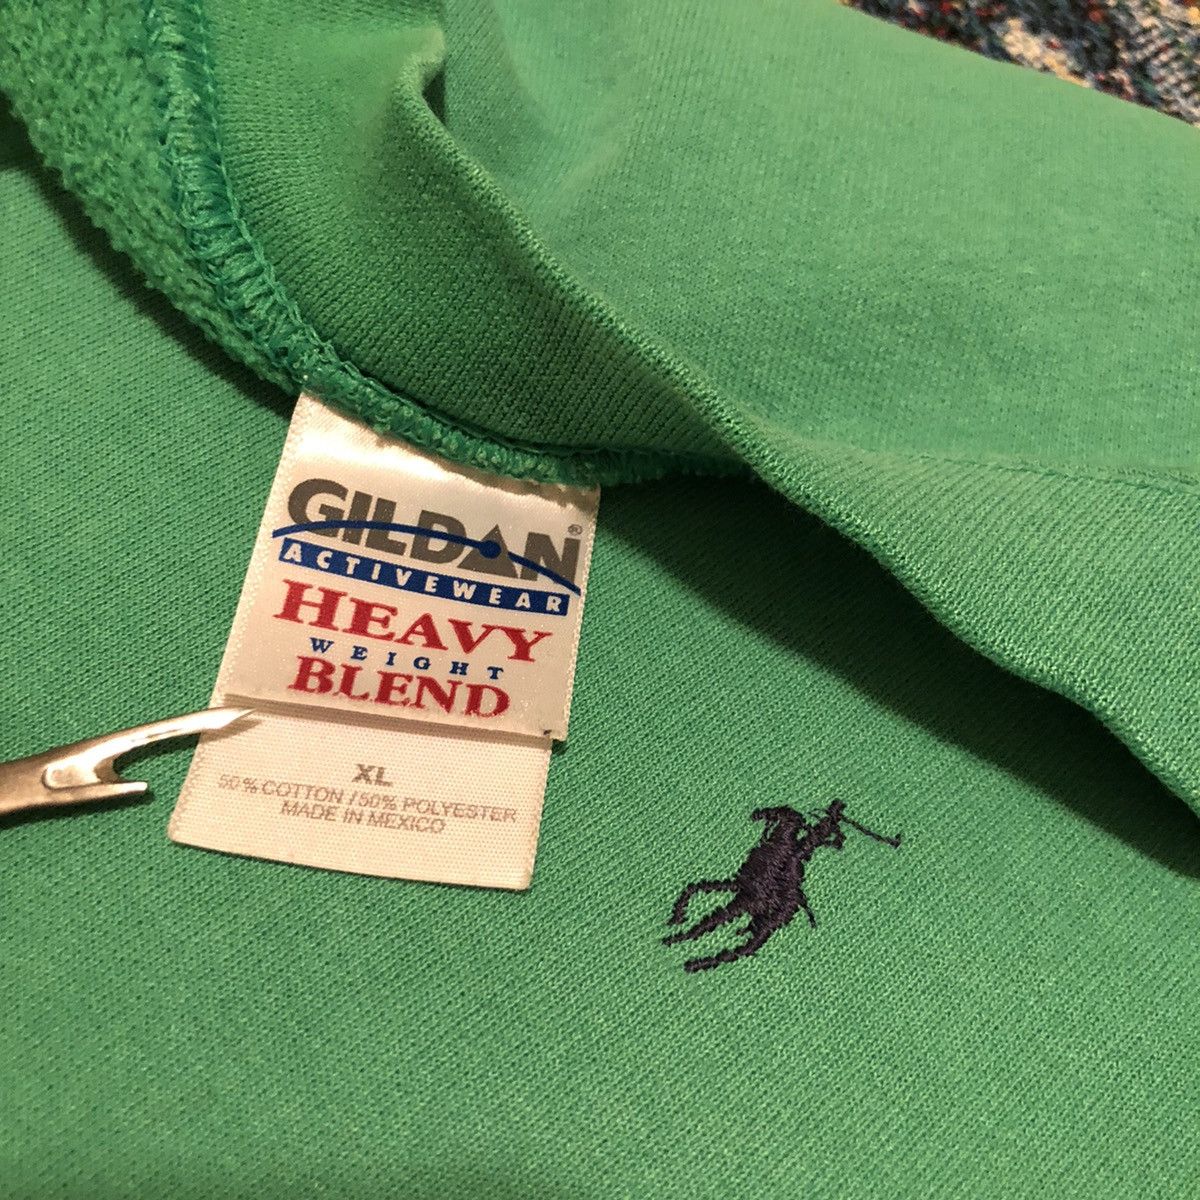 GILDAN®
ACTIVEWEAR
HEAVY
WEIGHT
BLEND
XL
50% COTTON / 50% POLYESTER
MADE IN MEXICO